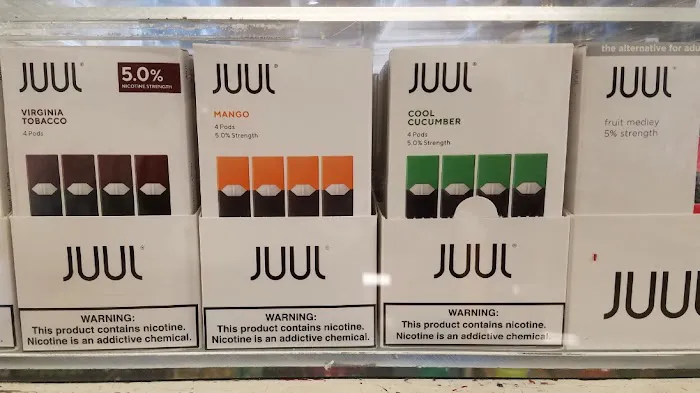 JUUL
5.0%
NICOTINE STRENGTH
VIRGINIA
TOBACCO
4 Pods
JUUL
MANGO
4 Pods
5.0% Strength
JUUL
COOL
CUCUMBER
4 Pods
5.0% Strength
the alternative for adu
JUUL
fruit medley
5% strength
JUUL
WARNING:
This product contains nicotine.
Nicotine is an addictive chemical.
JUUL
WARNING:
This product contains nicotine.
Nicotine is an addictive chemical.
JUUL
WARNING:
This product contains nicotine.
Nicotine is an addictive chemical.
JUUL